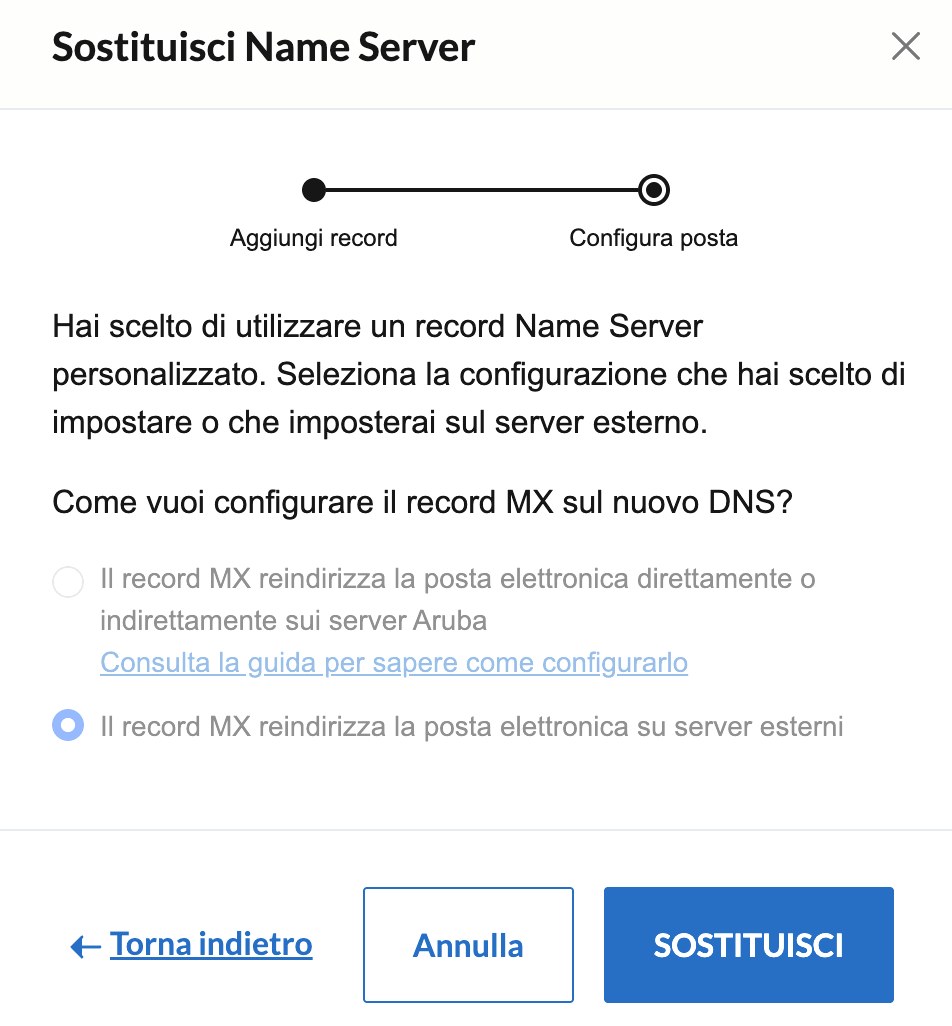 Sostituisci Name Server
Aggiungi record
Configura posta
Hai scelto di utilizzare un record Name Server
personalizzato. Seleziona la configurazione che hai scelto di
impostare o che imposterai sul server esterno.
Come vuoi configurare il record MX sul nuovo DNS?
Il record MX reindirizza la posta elettronica direttamente o
indirettamente sui server Aruba
Consulta la guida per sapere come configurarlo
Il record MX reindirizza la posta elettronica su server esterni
Torna indietro
Annulla
SOSTITUISCI